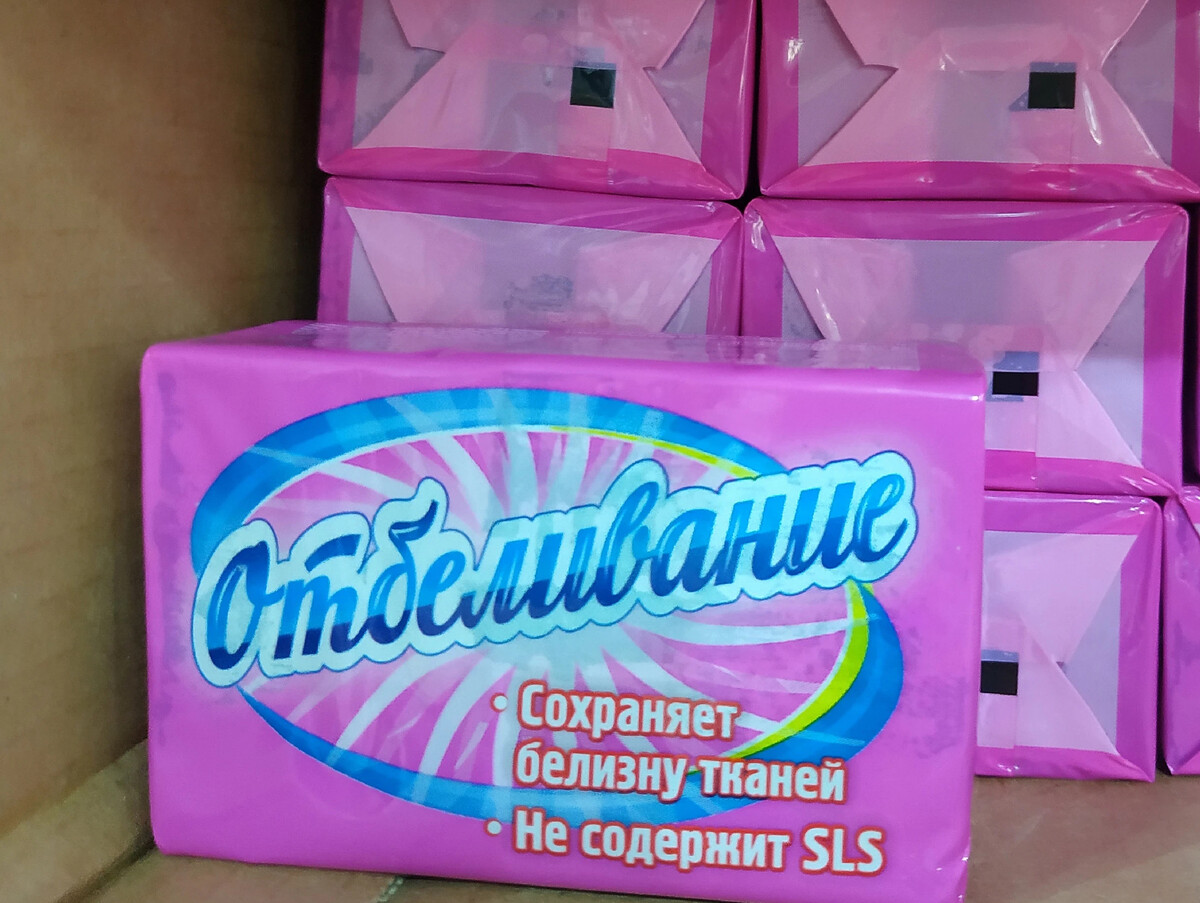 Отбеливание
• Сохраняет
белизну тканей
• Не содержит SLS